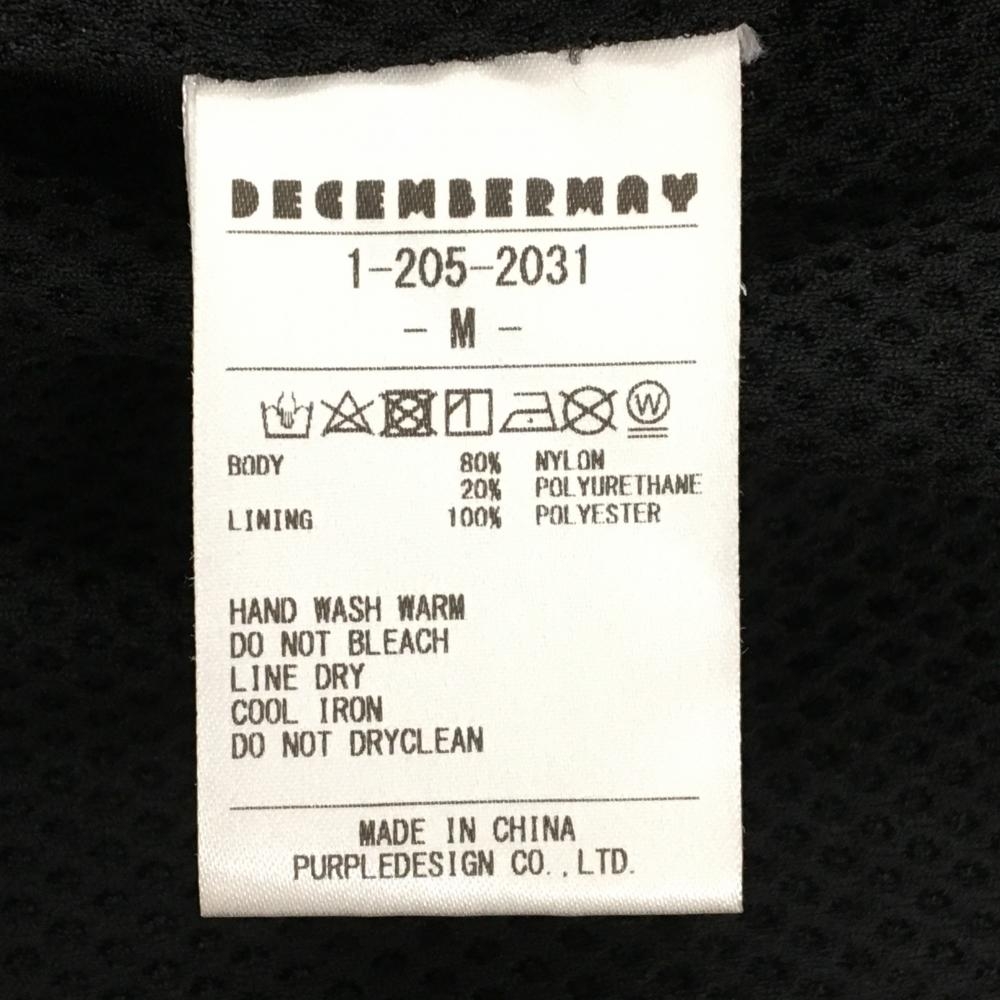 DECEMBERMAY
1-205-2031
- M -
W
BODY 80% NYLON
20% POLYURETHANE
LINING 100% POLYESTER
HAND WASH WARM
DO NOT BLEACH
LINE DRY
COOL IRON
DO NOT DRYCLEAN
MADE IN CHINA
PURPLEDESIGN CO.,LTD.